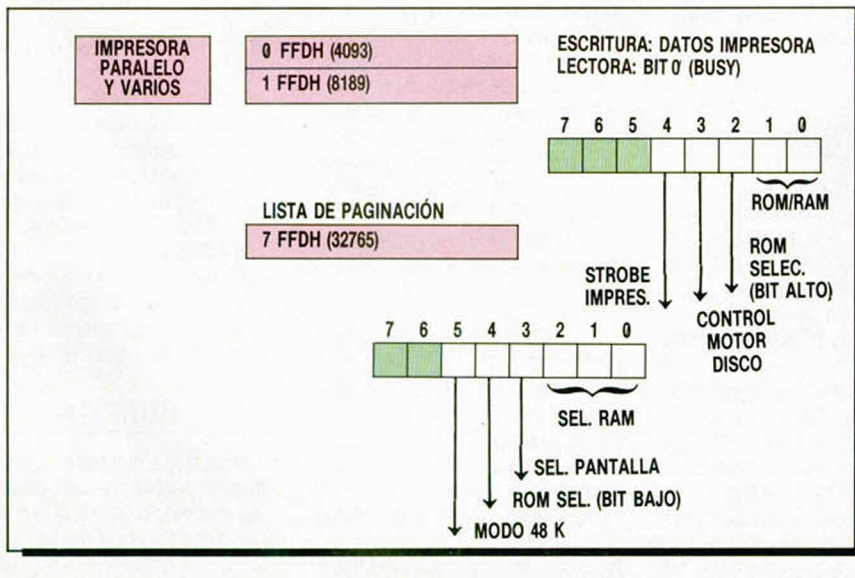 IMPRESORA
PARALELO
Y VARIOS
0 FFDH (4093)
1 FFDH (8189)
ESCRITURA: DATOS IMPRESORA
LECTORA: BIT 0 (BUSY)
7 6 5 4 3 2 1 0
ROM/RAM
ROM
SELEC.
(BIT ALTO)
STROBE
IMPRES.
CONTROL
MOTOR
DISCO
LISTA DE PAGINACIÓN
7 FFDH (32765)
7 6 5 4 3 2 1 0
SEL. RAM
SEL. PANTALLA
ROM SEL. (BIT BAJO)
MODO 48 K